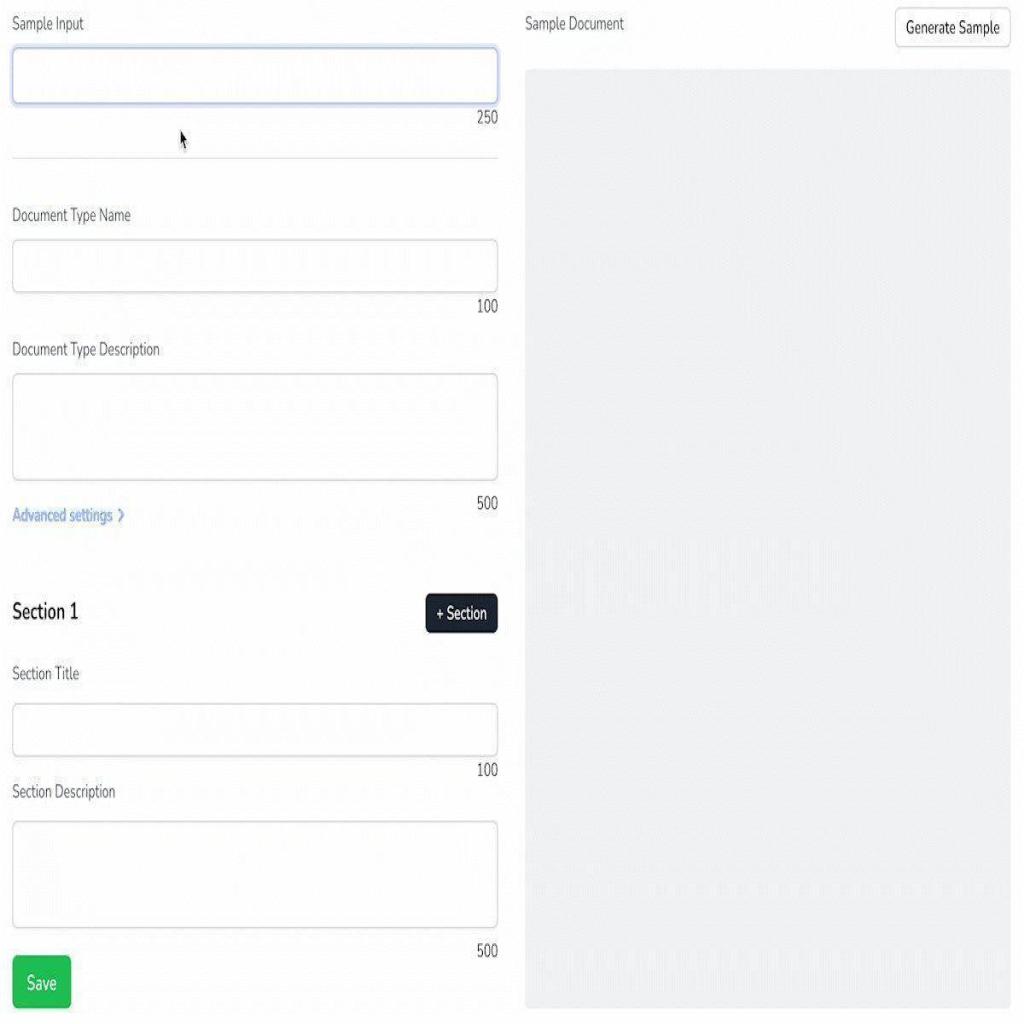 Sample Input
250
Document Type Name
100
Document Type Description
500
Advanced settings ❯
Section 1
+ Section
Section Title
100
Section Description
500
Save
Sample Document
Generate Sample